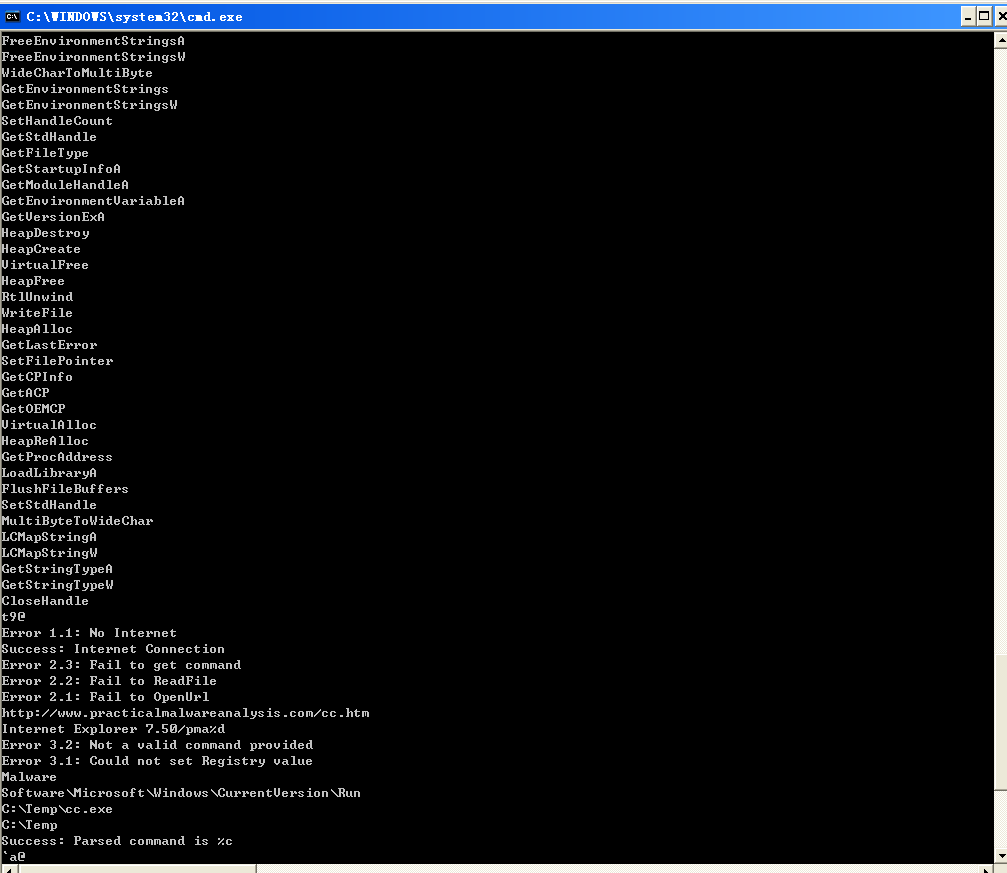 C:\WINDOWS\system32\cmd.exe
FreeEnvironmentStringsA
FreeEnvironmentStringsW
WideCharToMultiByte
GetEnvironmentStrings
GetEnvironmentStringsW
SetHandleCount
GetStdHandle
GetFileType
GetStartupInfoA
GetModuleHandleA
GetEnvironmentVariableA
GetVersionExA
HeapDestroy
HeapCreate
VirtualFree
HeapFree
RtlUnwind
WriteFile
HeapAlloc
GetLastError
SetFilePointer
GetCPInfo
GetACP
GetOEMCP
VirtualAlloc
HeapReAlloc
GetProcAddress
LoadLibraryA
FlushFileBuffers
SetStdHandle
MultiByteToWideChar
LCMapStringA
LCMapStringW
GetStringTypeA
GetStringTypeW
CloseHandle
t9@
Error 1.1: No Internet
Success: Internet Connection
Error 2.3: Fail to get command
Error 2.2: Fail to ReadFile
Error 2.1: Fail to OpenUrl
http://www.practicalmalwareanalysis.com/cc.htm
Internet Explorer 7.50/pma%d
Error 3.2: Not a valid command provided
Error 3.1: Could not set Registry value
Malware
Software\Microsoft\Windows\CurrentVersion\Run
C:\Temp\cc.exe
C:\Temp
Success: Parsed command is %c
`a@